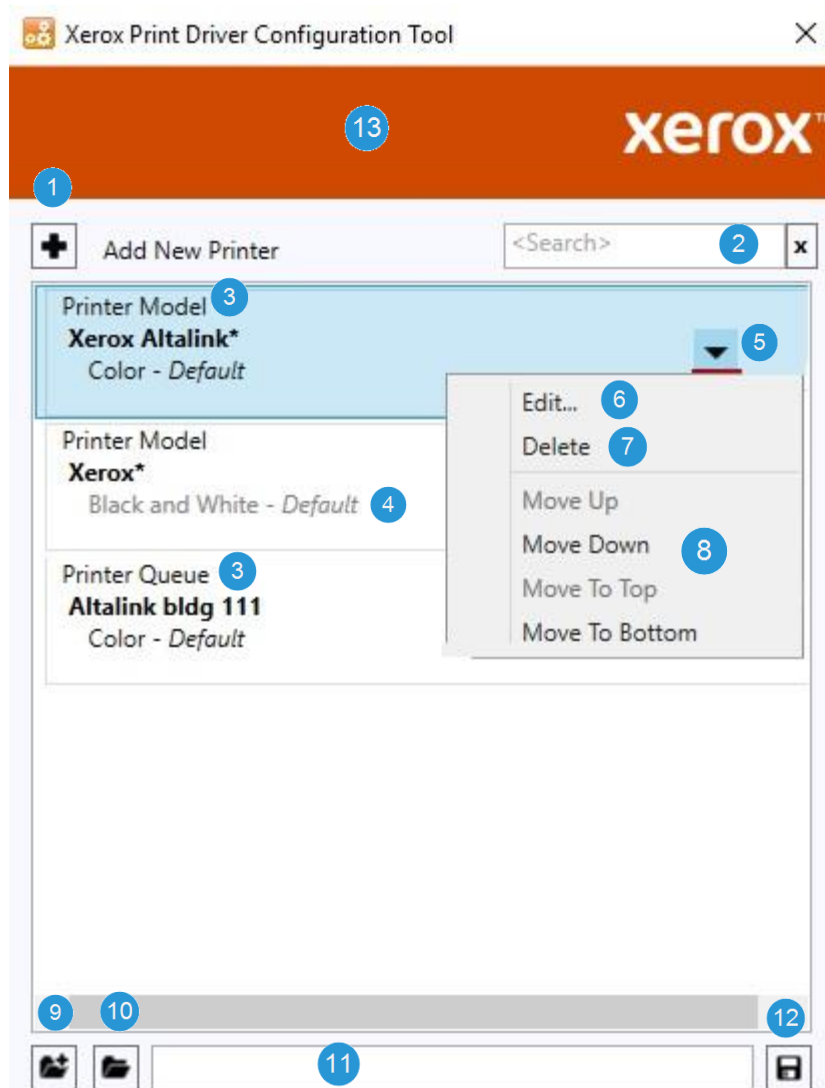 Xerox Print Driver Configuration Tool
13
xerox™
1
Add New Printer
<Search>
2
x
Printer Model 3
Xerox Altalink*
Color - Default
5
Edit... 6
Delete 7
Printer Model
Xerox*
Black and White - Default 4
Move Up
Move Down
8
Move To Top
Move To Bottom
Printer Queue 3
Altalink bldg 111
Color - Default
9
10
12
11